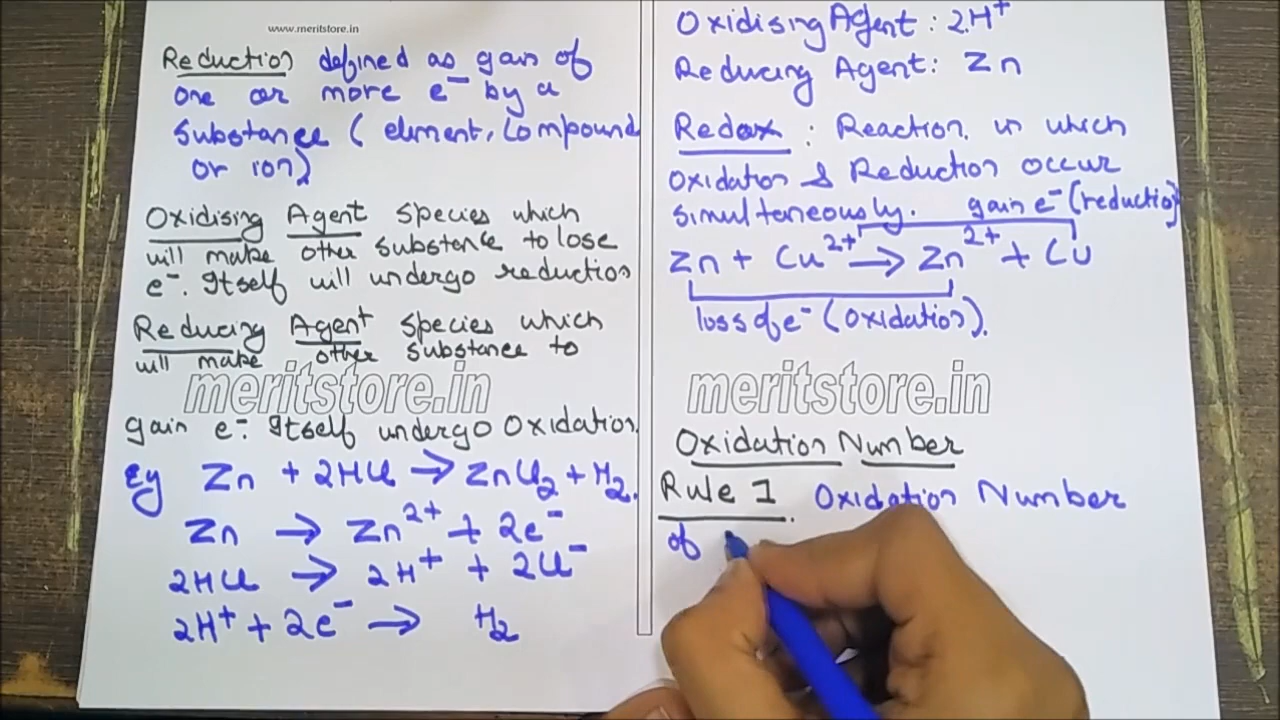 www.meritstore.in
Reduction defined as gain of
one or more e⁻ by a
substance (element, Compound
or ion)
Oxidising Agent Species which
will make other substance to lose
e⁻. Itself will undergo reduction
Reducing Agent Species which
will make other substance to
meritstore.in
gain e⁻. Itself undergo Oxidation.
Eg Zn + 2HCl → ZnCl₂ + H₂.
Zn → Zn²⁺ + 2e⁻
2HCl → 2H⁺ + 2Cl⁻
2H⁺ + 2e⁻ → H₂
Oxidising Agent : 2H⁺
Reducing Agent : Zn
Redox : Reaction in which
Oxidation & Reduction occur
simultaneously. gain e⁻ (reduction)
Zn + Cu²⁺ → Zn²⁺ + Cu
loss of e⁻ (Oxidation).
meritstore.in
Oxidation Number
Rule 1. Oxidation Number
of